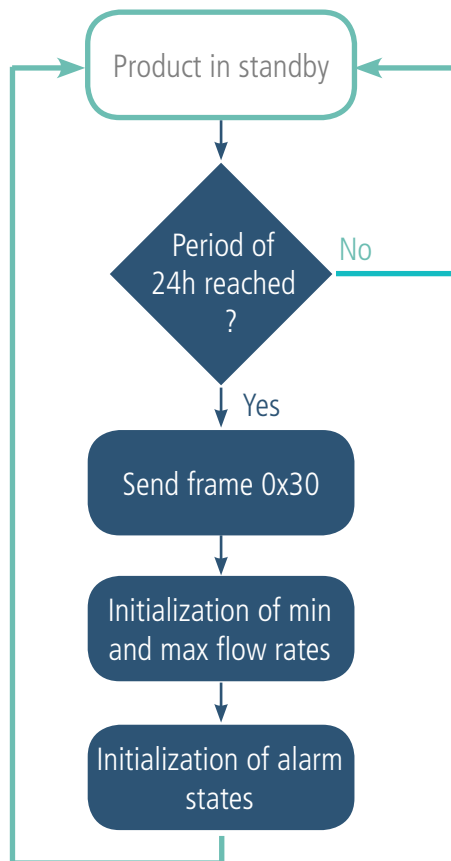 Product in standby
Period of
24h reached
?
No
Yes
Send frame 0x30
Initialization of min
and max flow rates
Initialization of alarm
states